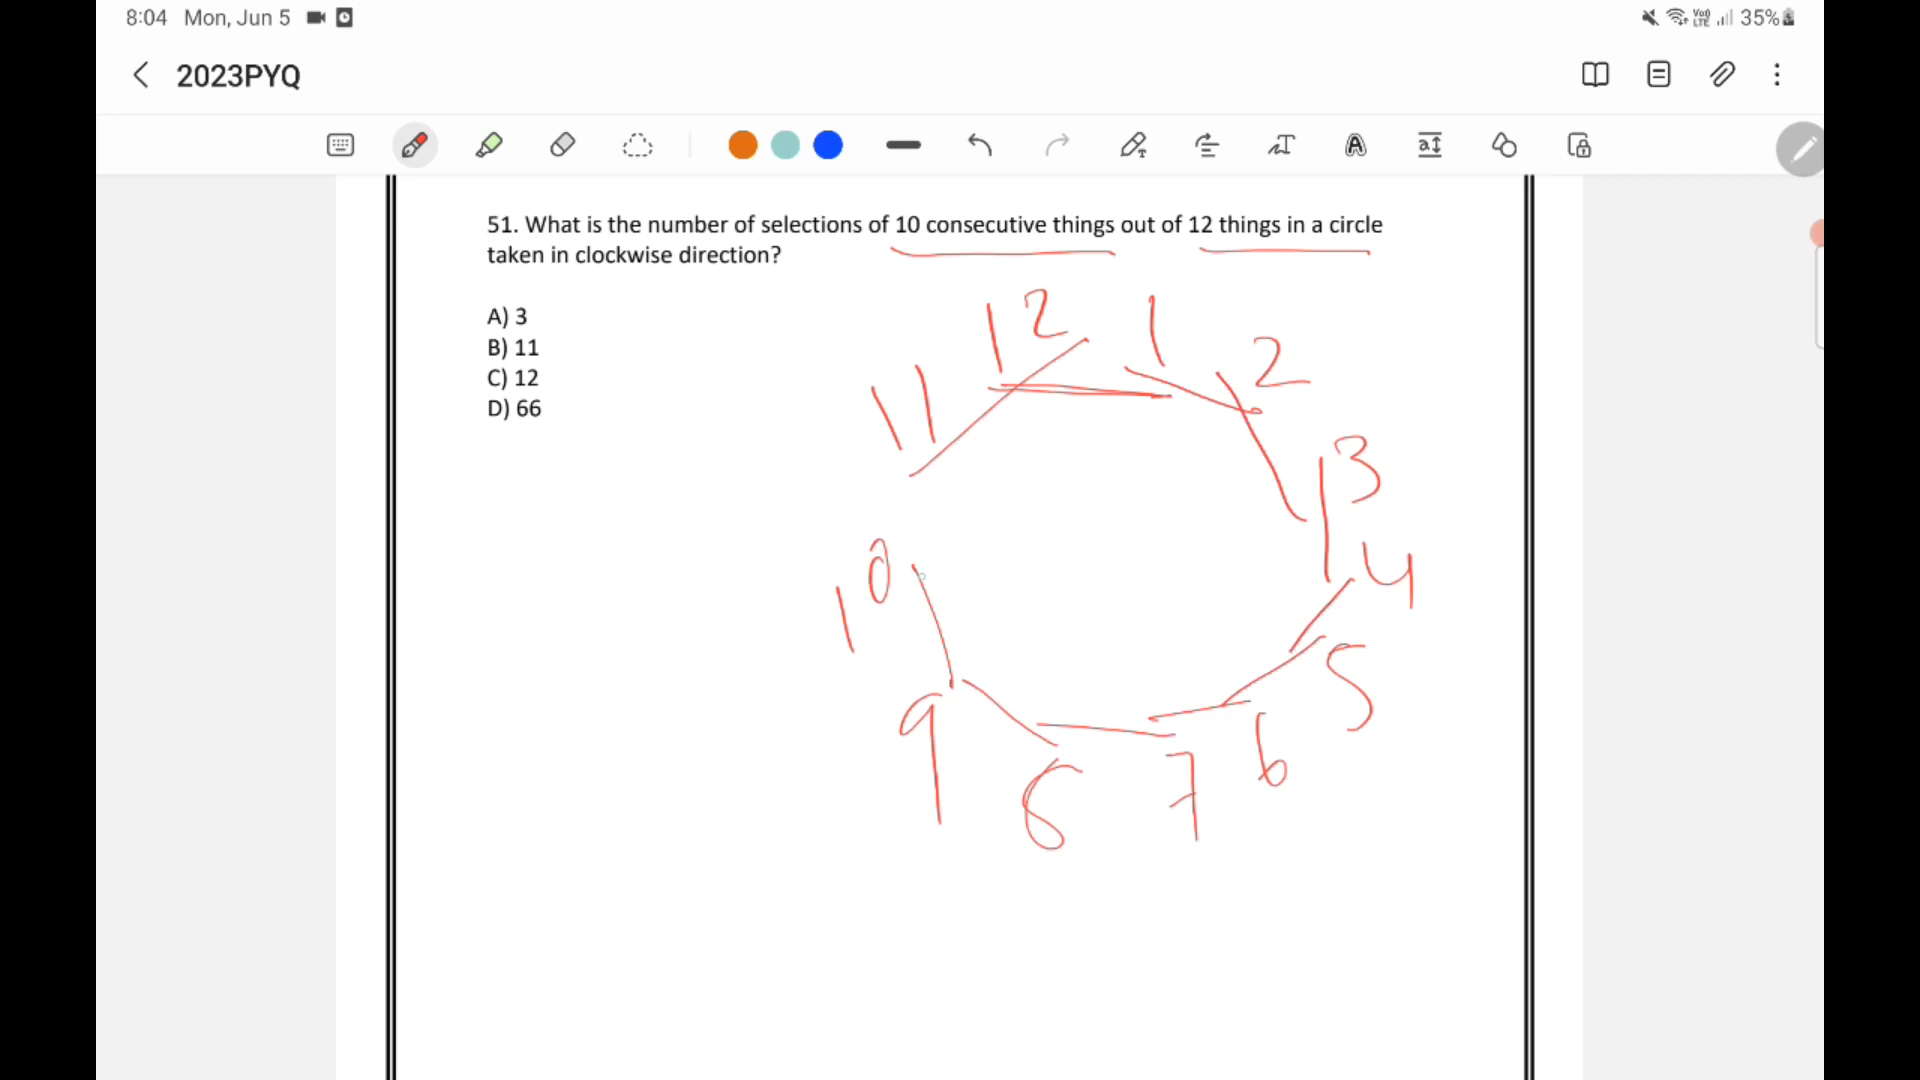 8:04 Mon, Jun 5
Vo) LTE 35%
2023PYQ
51. What is the number of selections of 10 consecutive things out of 12 things in a circle
taken in clockwise direction?
A) 3
B) 11
C) 12
D) 66
12 1
2
11
3
10 4
5
9 6
8 7